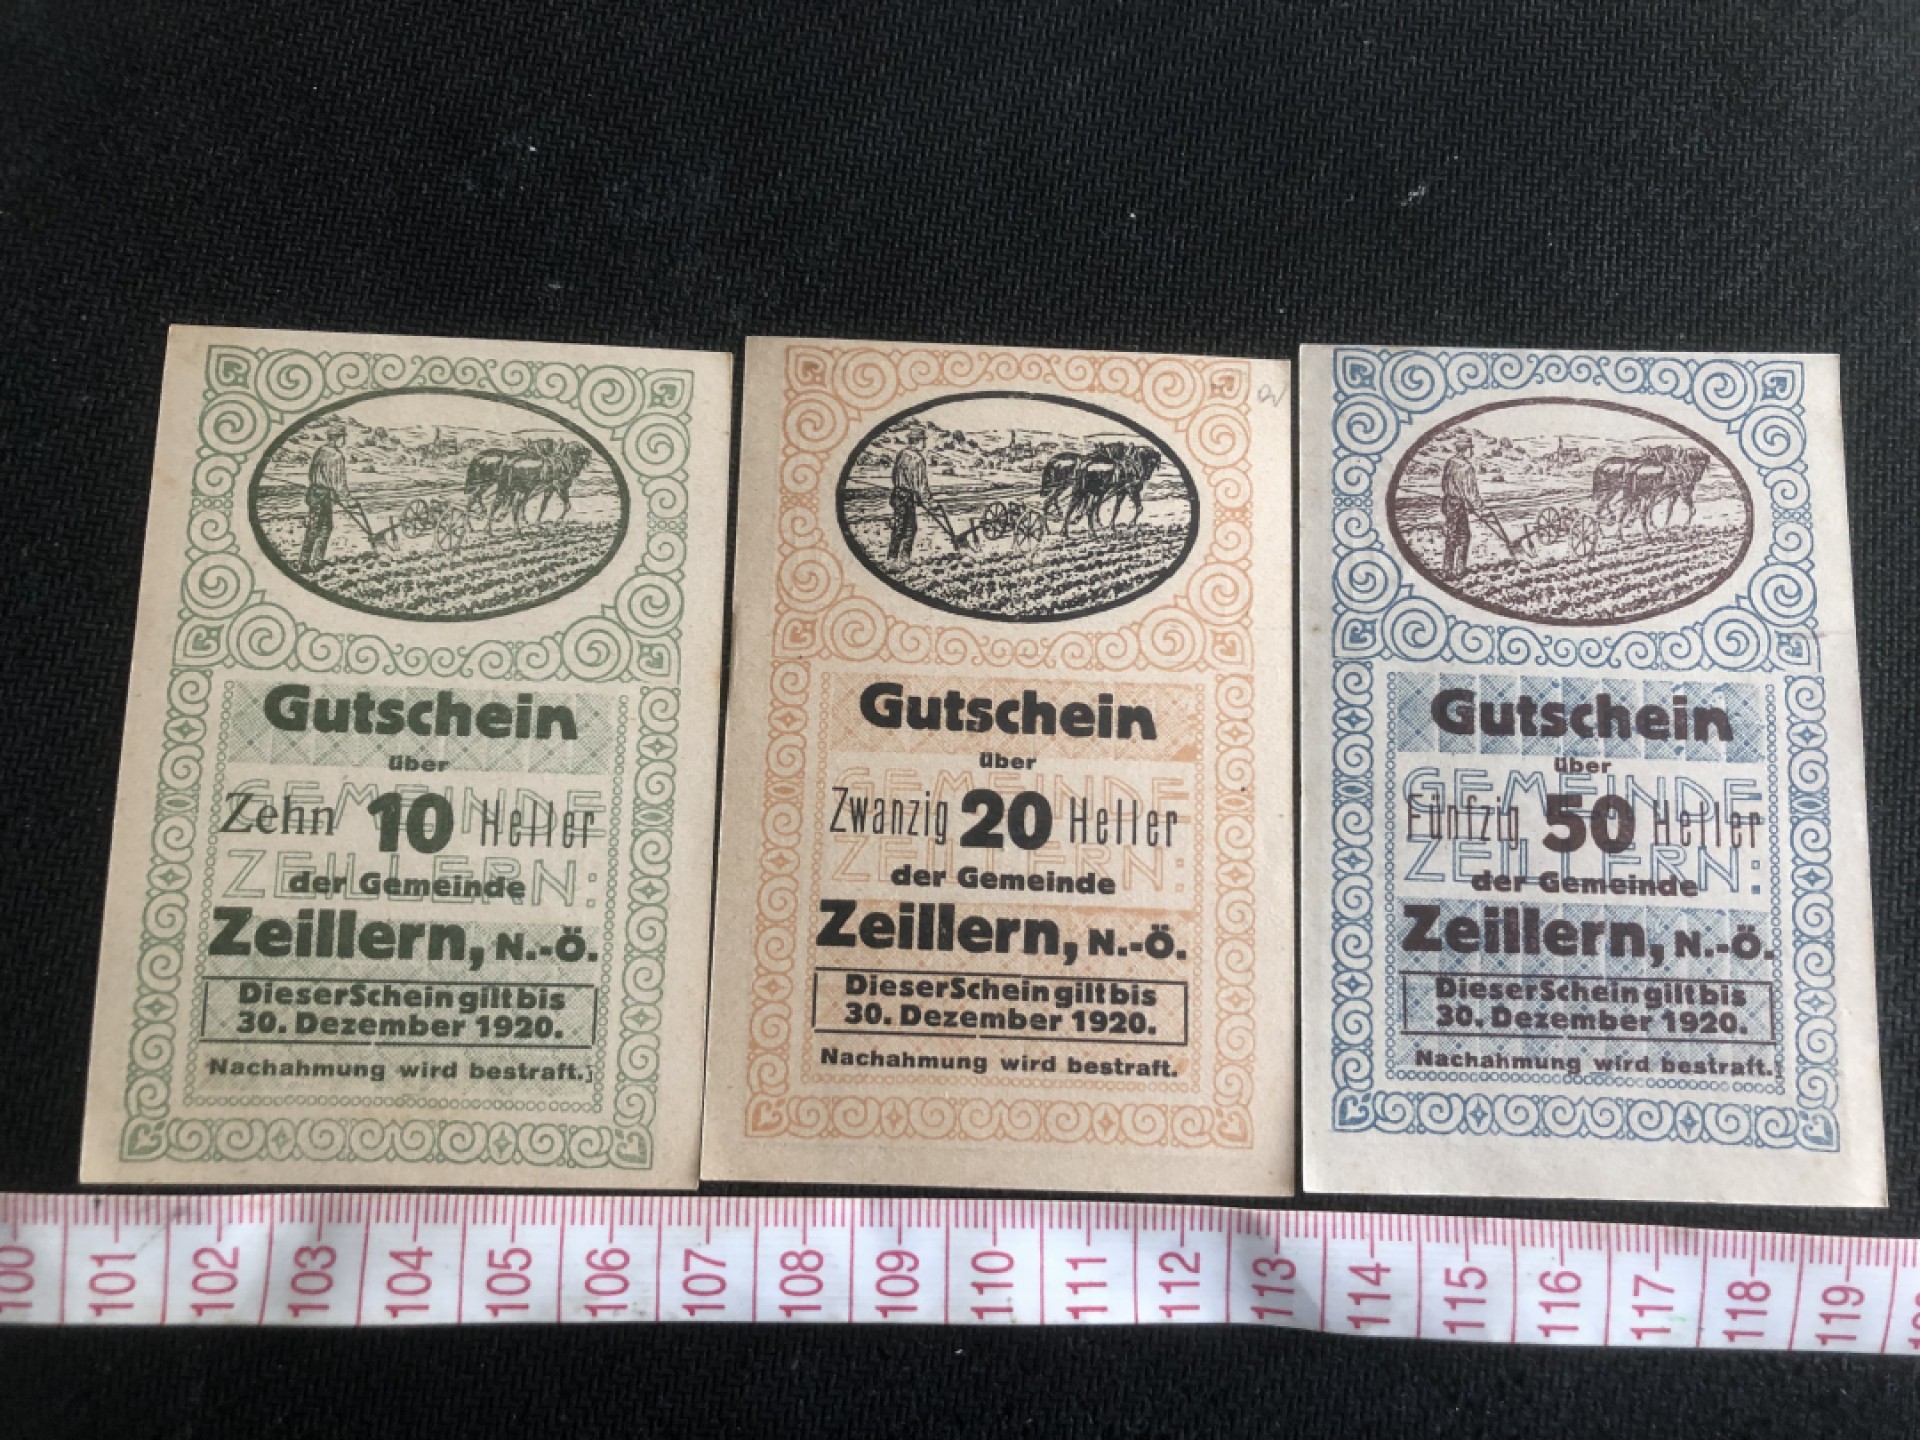 Gutschein
über
Zehn 10 Heller
GEMEINDE
ZEILLERN:
der Gemeinde
Zeillern, N.-Ö.
Dieser Schein gilt bis
30. Dezember 1920.
Nachahmung wird bestraft.
Gutschein
über
Zwanzig 20 Heller
GEMEINDE
ZEILLERN:
der Gemeinde
Zeillern, N.-Ö.
Dieser Schein gilt bis
30. Dezember 1920.
Nachahmung wird bestraft.
Gutschein
über
Fünfzig 50 Heller
GEMEINDE
ZEILLERN:
der Gemeinde
Zeillern, N.-Ö.
Dieser Schein gilt bis
30. Dezember 1920.
Nachahmung wird bestraft.
100 101 102 103 104 105 106 107 108 109 110 111 112 113 114 115 116 117 118 119